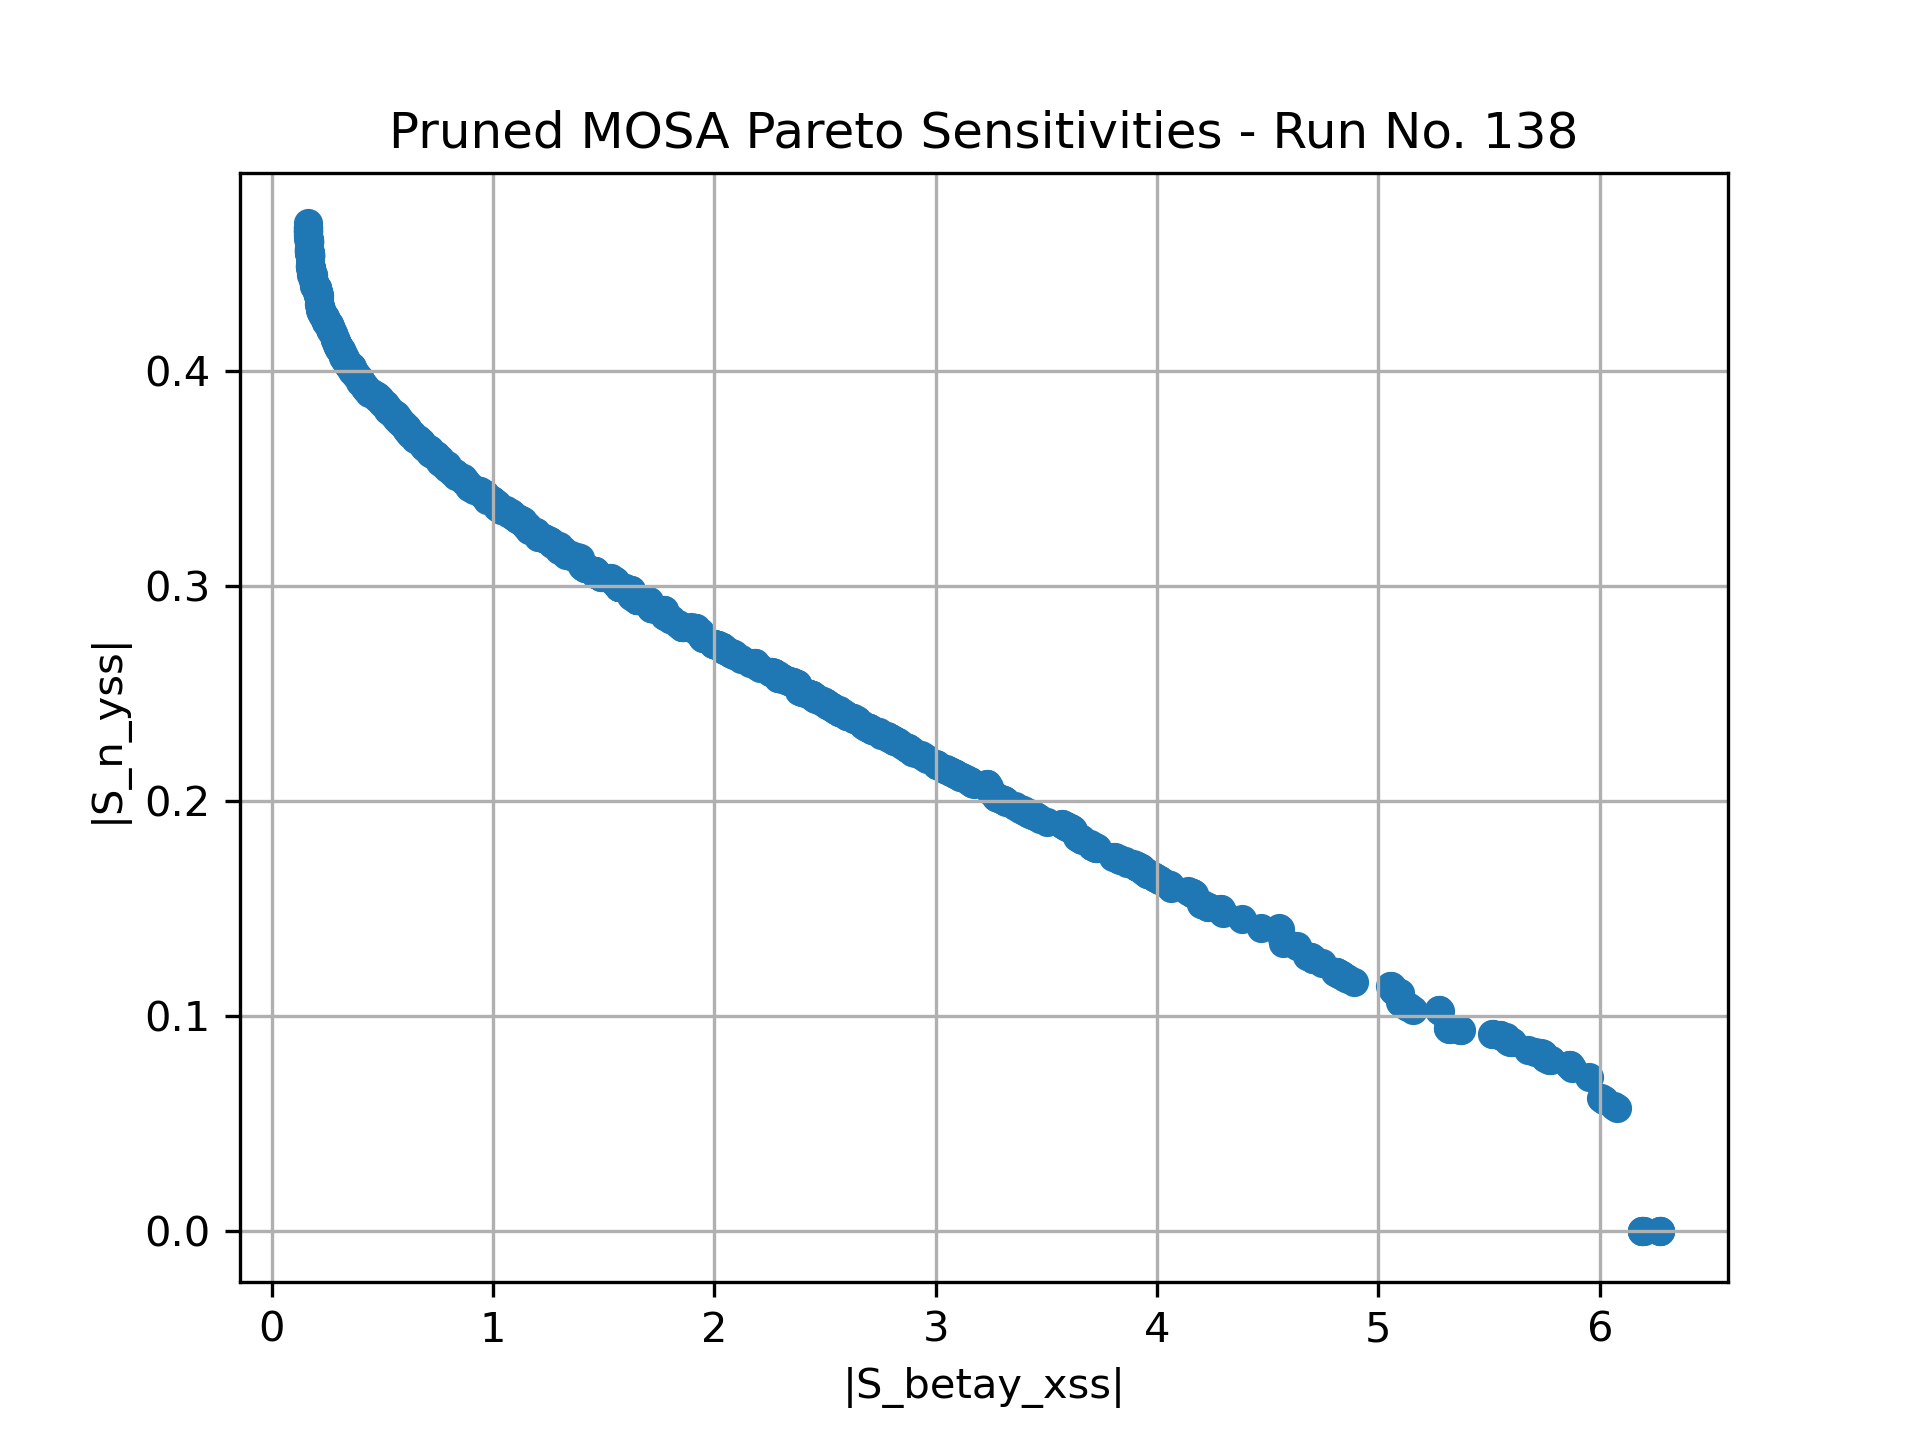 Pruned MOSA Pareto Sensitivities - Run No. 138
|S_n_yss|
0.4
0.3
0.2
0.1
0.0
0 1 2 3 4 5 6
|S_betay_xss|